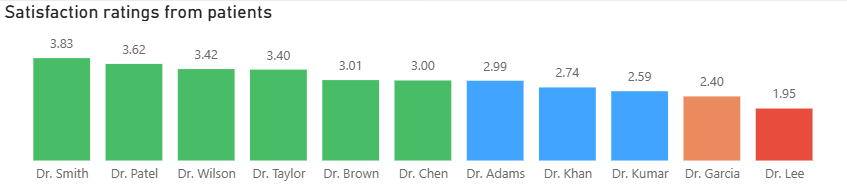 Satisfaction ratings from patients
3.83 3.62 3.42 3.40 3.01 3.00 2.99 2.74 2.59 2.40 1.95
Dr. Smith Dr. Patel Dr. Wilson Dr. Taylor Dr. Brown Dr. Chen Dr. Adams Dr. Khan Dr. Kumar Dr. Garcia Dr. Lee